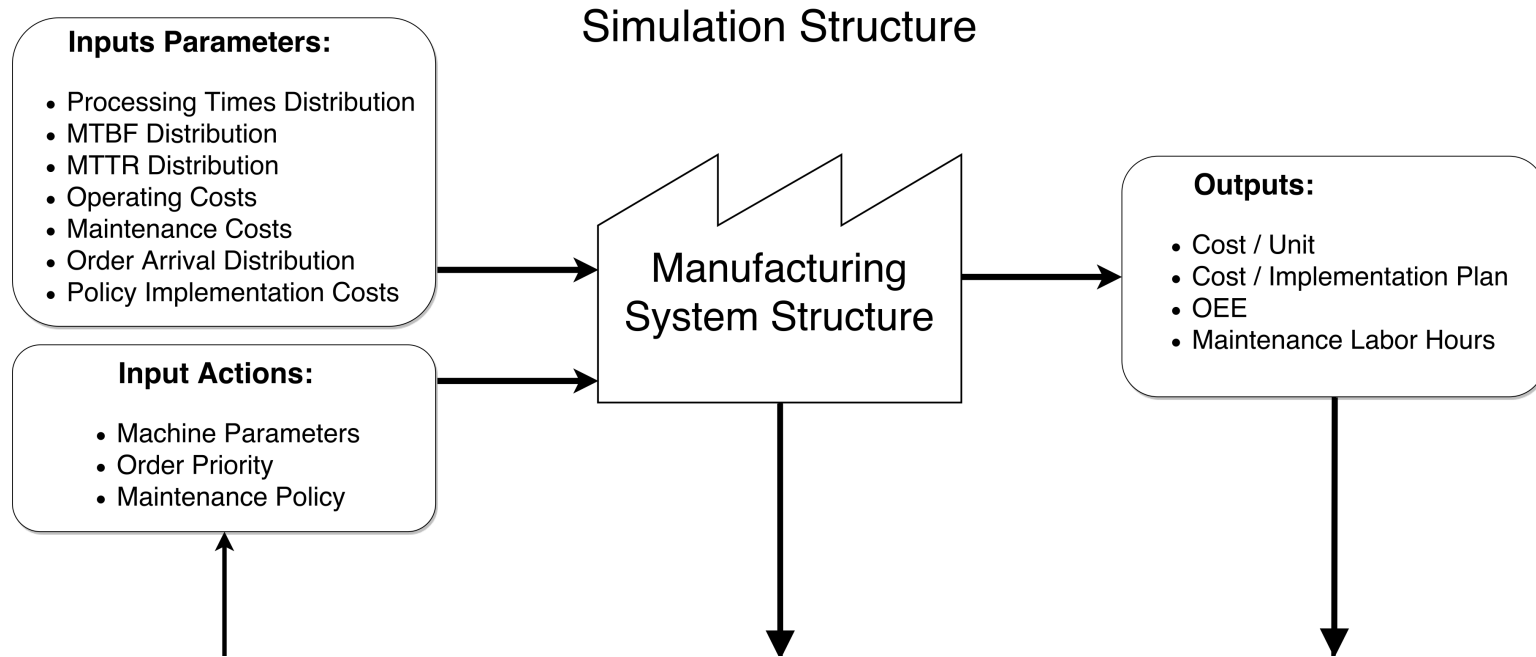 Simulation Structure
Inputs Parameters:
• Processing Times Distribution
• MTBF Distribution
• MTTR Distribution
• Operating Costs
• Maintenance Costs
• Order Arrival Distribution
• Policy Implementation Costs
Input Actions:
• Machine Parameters
• Order Priority
• Maintenance Policy
Manufacturing
System Structure
Outputs:
• Cost / Unit
• Cost / Implementation Plan
• OEE
• Maintenance Labor Hours